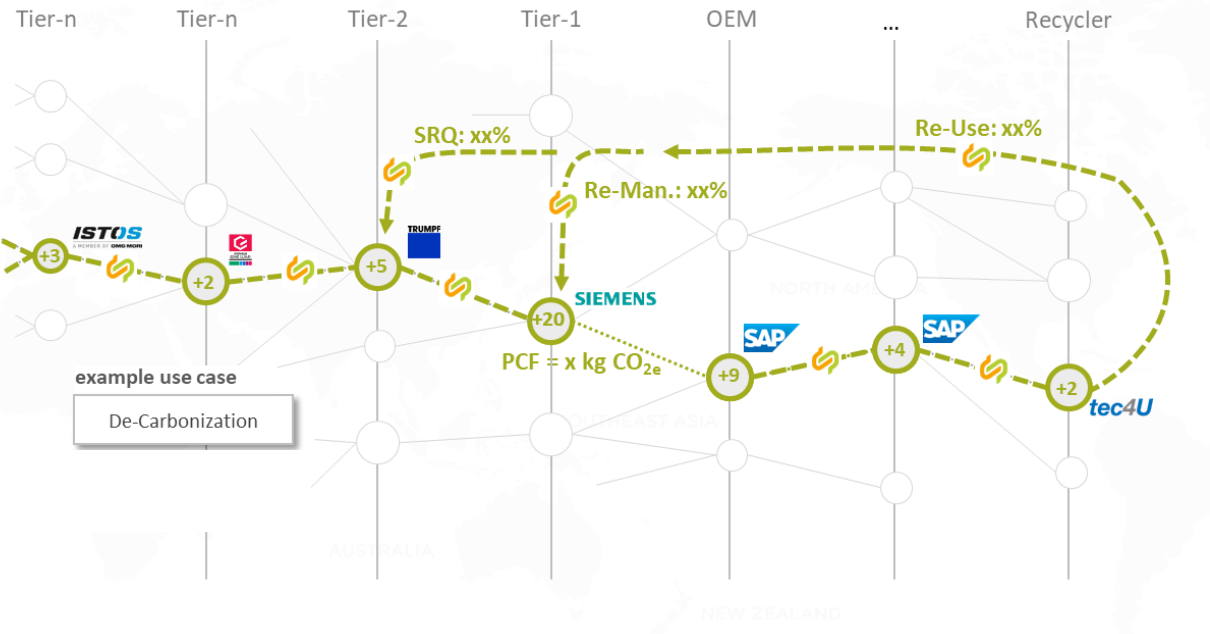 Tier-n
Tier-n
Tier-2
Tier-1
OEM
...
Recycler
SRQ: xx%
Re-Use: xx%
Re-Man.: xx%
ISTOS
A MEMBER OF DMG MORI
TRUMPF
+3
+2
+5
SIEMENS
+20
NORTH AMERICA
SAP
SAP
PCF = x kg CO2e
+9
+4
+2
tec4U
example use case
De-Carbonization
SOUTHEAST ASIA
AUSTRALIA
NEW ZEALAND